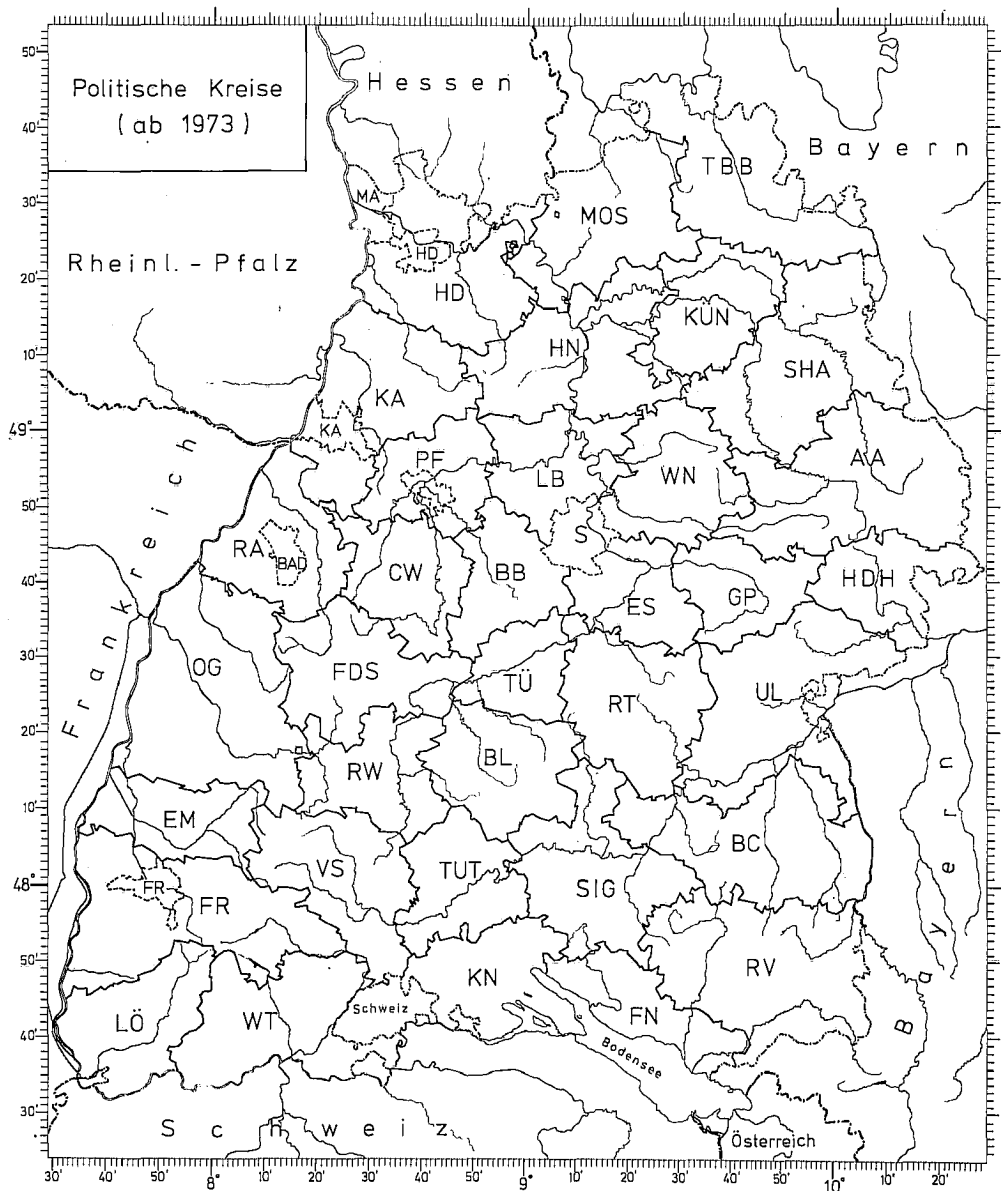 Politische Kreise
( ab 1973 )
Hessen
Bayern
Rheinl.-Pfalz
Frankreich
Bayern
Schweiz
Schweiz
Bodensee
Österreich
MA
HD
HD
MOS
TBB
KÜN
HN
SHA
KA
KA
PF
LB
WN
AA
RA
BAD
CW
BB
S
ES
GP
HDH
OG
FDS
TÜ
RT
UL
RW
BL
EM
VS
TUT
SIG
BC
FR
FR
LÖ
WT
KN
FN
RV
50'
40'
30'
20'
10'
49°
50'
40'
30'
20'
10'
48°
50'
40'
30'
30'
40'
50'
8°
10'
20'
30'
40'
50'
9°
10'
20'
30'
40'
50'
10°
10'
20'